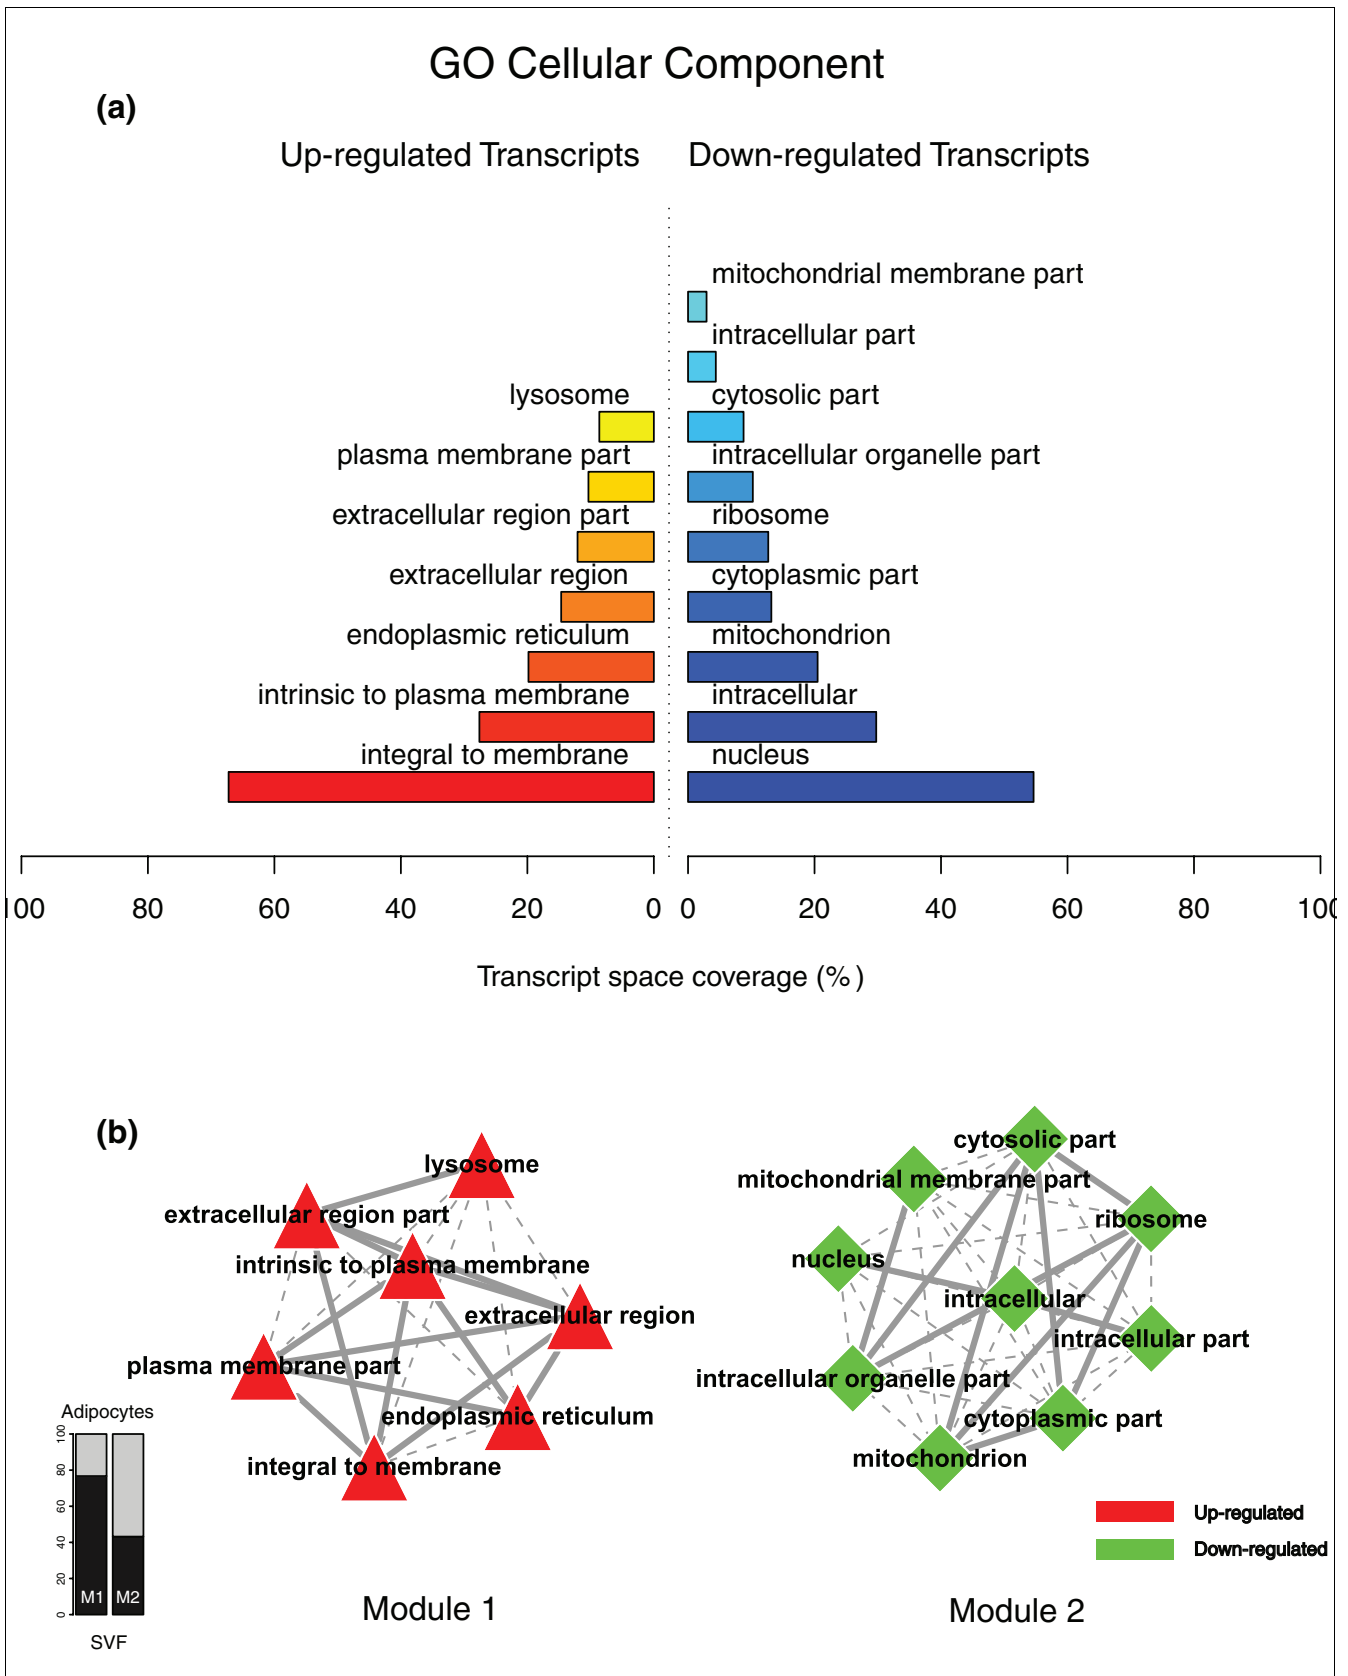 GO Cellular Component
(a)
Up-regulated Transcripts
Down-regulated Transcripts
mitochondrial membrane part
intracellular part
lysosome
cytosolic part
plasma membrane part
intracellular organelle part
extracellular region part
ribosome
extracellular region
cytoplasmic part
endoplasmic reticulum
mitochondrion
intrinsic to plasma membrane
intracellular
integral to membrane
nucleus
100 80 60 40 20 0 0 20 40 60 80 100
Transcript space coverage (%)
(b)
lysosome
extracellular region part
intrinsic to plasma membrane
extracellular region
plasma membrane part
endoplasmic reticulum
integral to membrane
cytosolic part
mitochondrial membrane part
ribosome
nucleus
intracellular
intracellular part
intracellular organelle part
cytoplasmic part
mitochondrion
Adipocytes
100
80
60
40
20
0
M1 M2
SVF
Up-regulated
Down-regulated
Module 1
Module 2